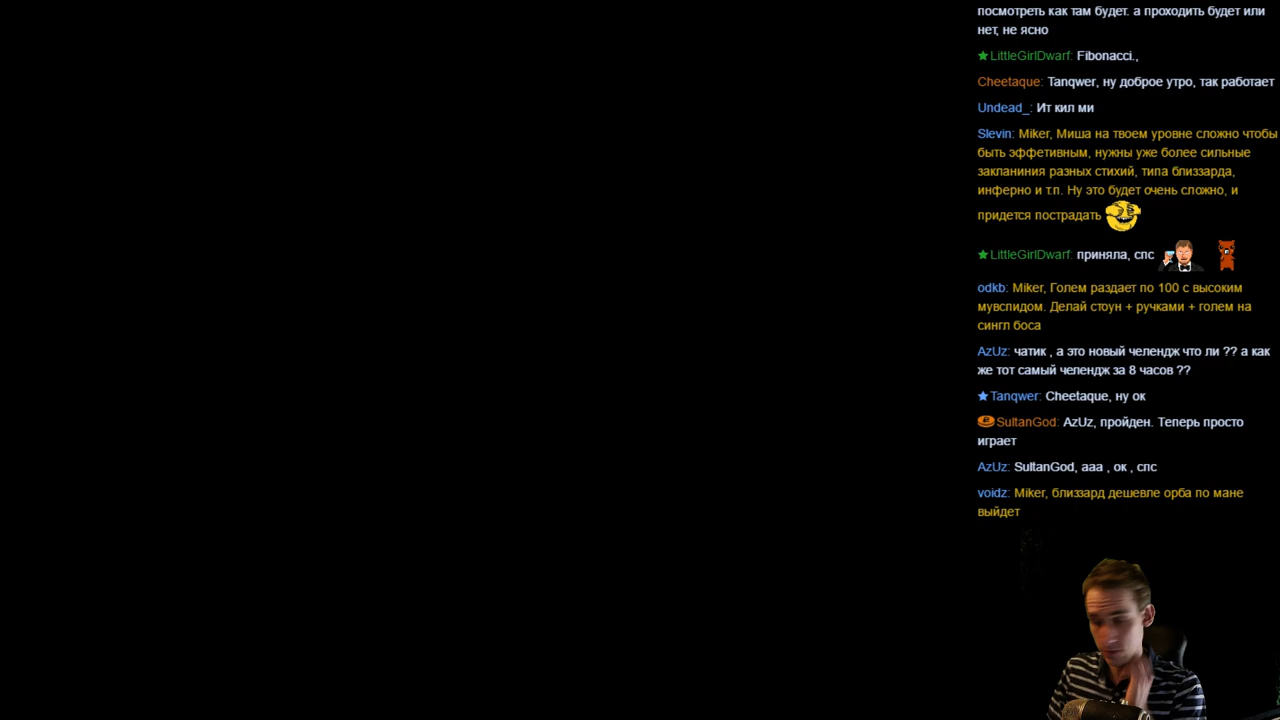 посмотреть как там будет. а проходить будет или
нет, не ясно
LittleGirlDwarf: Fibonacci.,
Cheetaque: Tanqwer, ну доброе утро, так работает
Undead_: Ит кил ми
Slevin: Miker, Миша на твоем уровне сложно чтобы
быть эффетивным, нужны уже более сильные
закланиния разных стихий, типа близзарда,
инферно и т.п. Ну это будет очень сложно, и
придется пострадать
LittleGirlDwarf: приняла, спс
odkb: Miker, Голем раздает по 100 с высоким
мувспидом. Делай стоун + ручками + голем на
сингл боса
AzUz: чатик , а это новый челендж что ли ?? а как
же тот самый челендж за 8 часов ??
Tanqwer: Cheetaque, ну ок
SultanGod: AzUz, пройден. Теперь просто
играет
AzUz: SultanGod, ааа , ок , спс
voidz: Miker, близзард дешевле орба по мане
выйдет